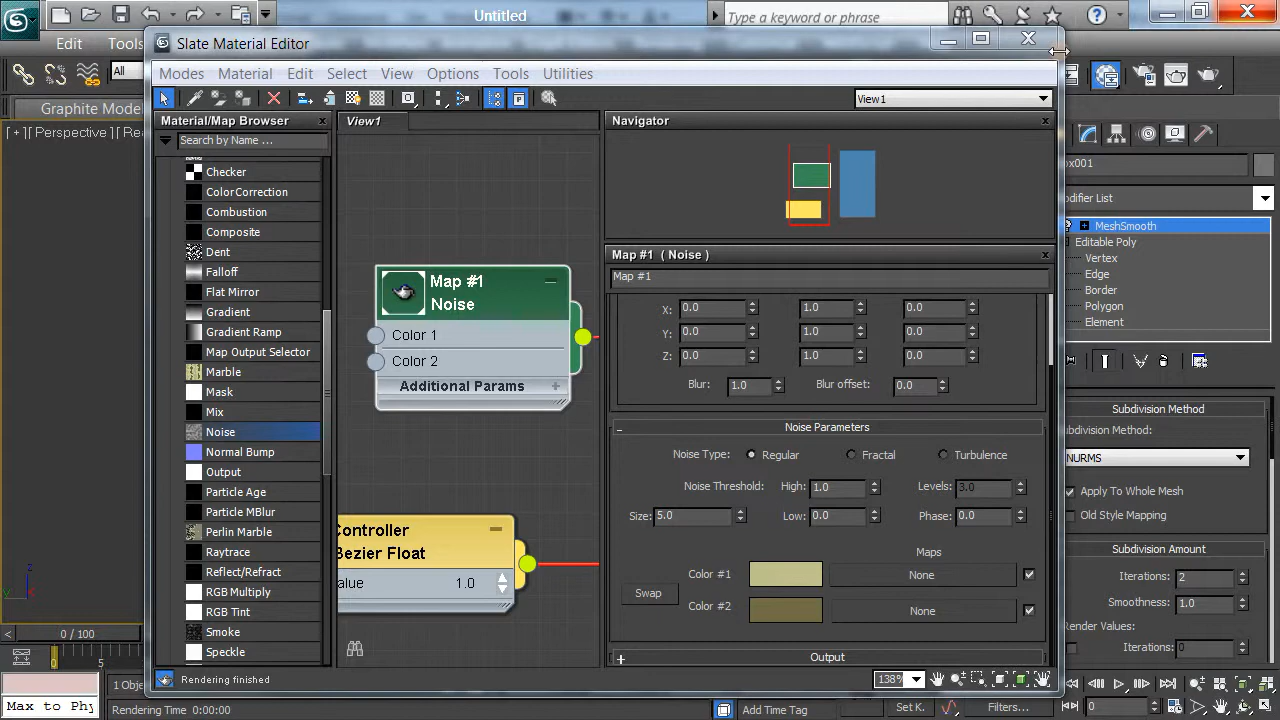 Untitled
Type a keyword or phrase
Edit
Tools
All
Graphite Model
[ + ][ Perspective ][ Rea
Slate Material Editor
Modes Material Edit Select View Options Tools Utilities
View1
Material/Map Browser
Search by Name ...
Checker
ColorCorrection
Combustion
Composite
Dent
Falloff
Flat Mirror
Gradient
Gradient Ramp
Map Output Selector
Marble
Mask
Mix
Noise
Normal Bump
Output
Particle Age
Particle MBlur
Perlin Marble
Raytrace
Reflect/Refract
RGB Multiply
RGB Tint
Smoke
Speckle
View1
Map #1
Noise
Color 1
Color 2
Additional Params
Controller
Bezier Float
alue 1.0
Navigator
Map #1 ( Noise )
Map #1
X: 0.0 1.0 0.0
Y: 0.0 1.0 0.0
Z: 0.0 1.0 0.0
Blur: 1.0 Blur offset: 0.0
Noise Parameters
Noise Type: Regular Fractal Turbulence
Noise Threshold: High: 1.0 Levels: 3.0
Size: 5.0 Low: 0.0 Phase: 0.0
Maps
Color #1 None
Swap
Color #2 None
Output
Rendering finished
138%
ox001
odifier List
MeshSmooth
Editable Poly
Vertex
Edge
Border
Polygon
Element
Subdivision Method
Subdivision Method:
NURMS
Apply To Whole Mesh
Old Style Mapping
Subdivision Amount
Iterations: 2
Smoothness: 1.0
Render Values:
Iterations: 0
z
y
x
0 / 100
0 5
1 Obje
Max to Phy
Rendering Time 0:00:00
Add Time Tag
Set K.
Filters...
0